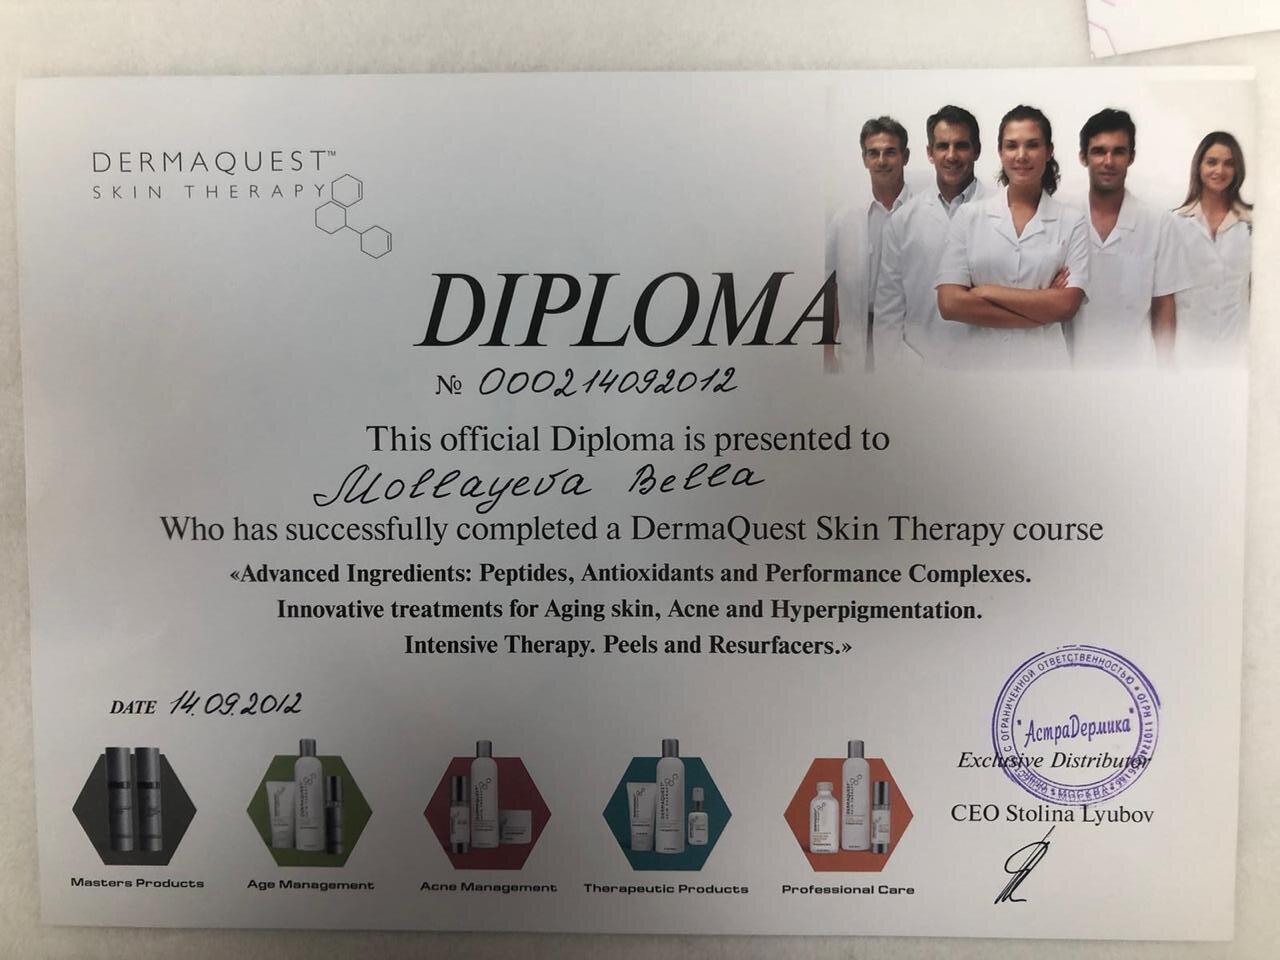 DERMAQUEST™
SKIN THERAPY
DIPLOMA
№ 000214092012
This official Diploma is presented to
Mollayeva Bella
Who has successfully completed a DermaQuest Skin Therapy course
«Advanced Ingredients: Peptides, Antioxidants and Performance Complexes.
Innovative treatments for Aging skin, Acne and Hyperpigmentation.
Intensive Therapy. Peels and Resurfacers.»
DATE 14.09.2012
С ОГРАНИЧЕННОЙ ОТВЕТСТВЕННОСТЬЮ
"АстраДермика"
МОСКВА
Exclusive Distributor
CEO Stolina Lyubov
Masters Products
Age Management
Acne Management
Therapeutic Products
Professional Care